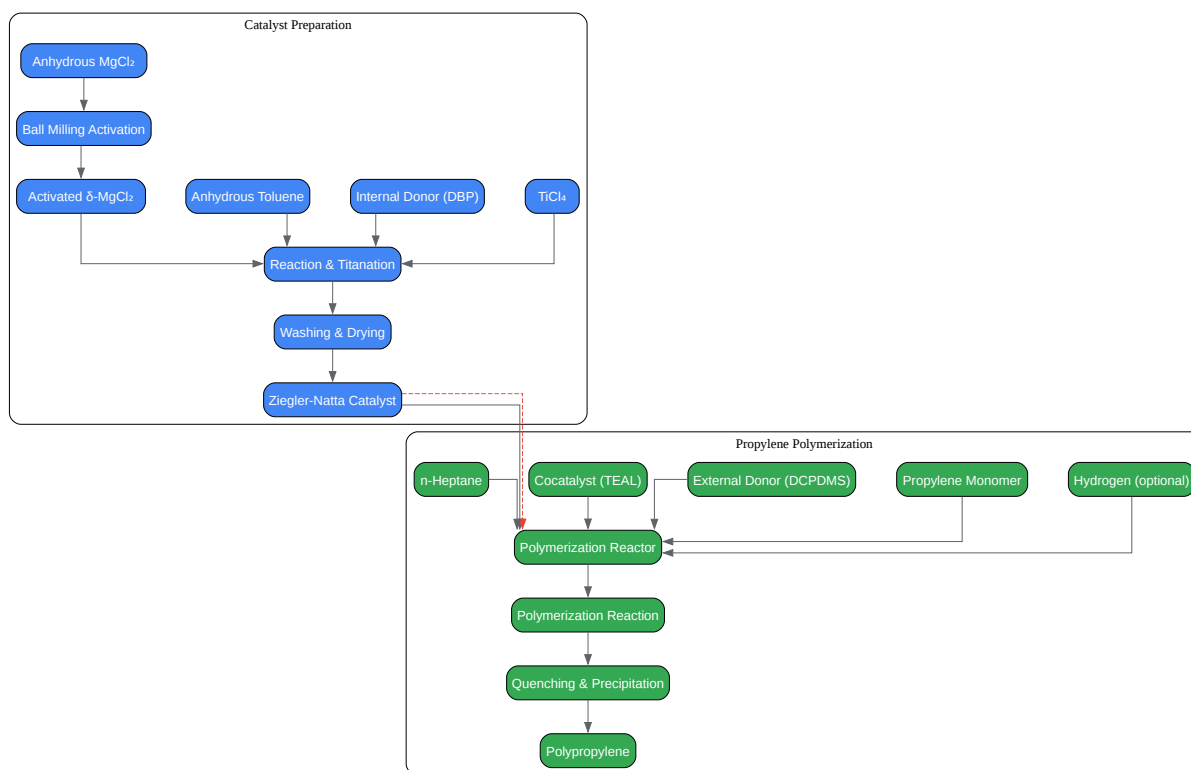 Catalyst Preparation
Anhydrous MgCl₂
Ball Milling Activation
Activated δ-MgCl₂
Anhydrous Toluene
Internal Donor (DBP)
TiCl₄
Reaction & Titanation
Washing & Drying
Ziegler-Natta Catalyst
Propylene Polymerization
n-Heptane
Cocatalyst (TEAL)
External Donor (DCPDMS)
Propylene Monomer
Hydrogen (optional)
Polymerization Reactor
Polymerization Reaction
Quenching & Precipitation
Polypropylene